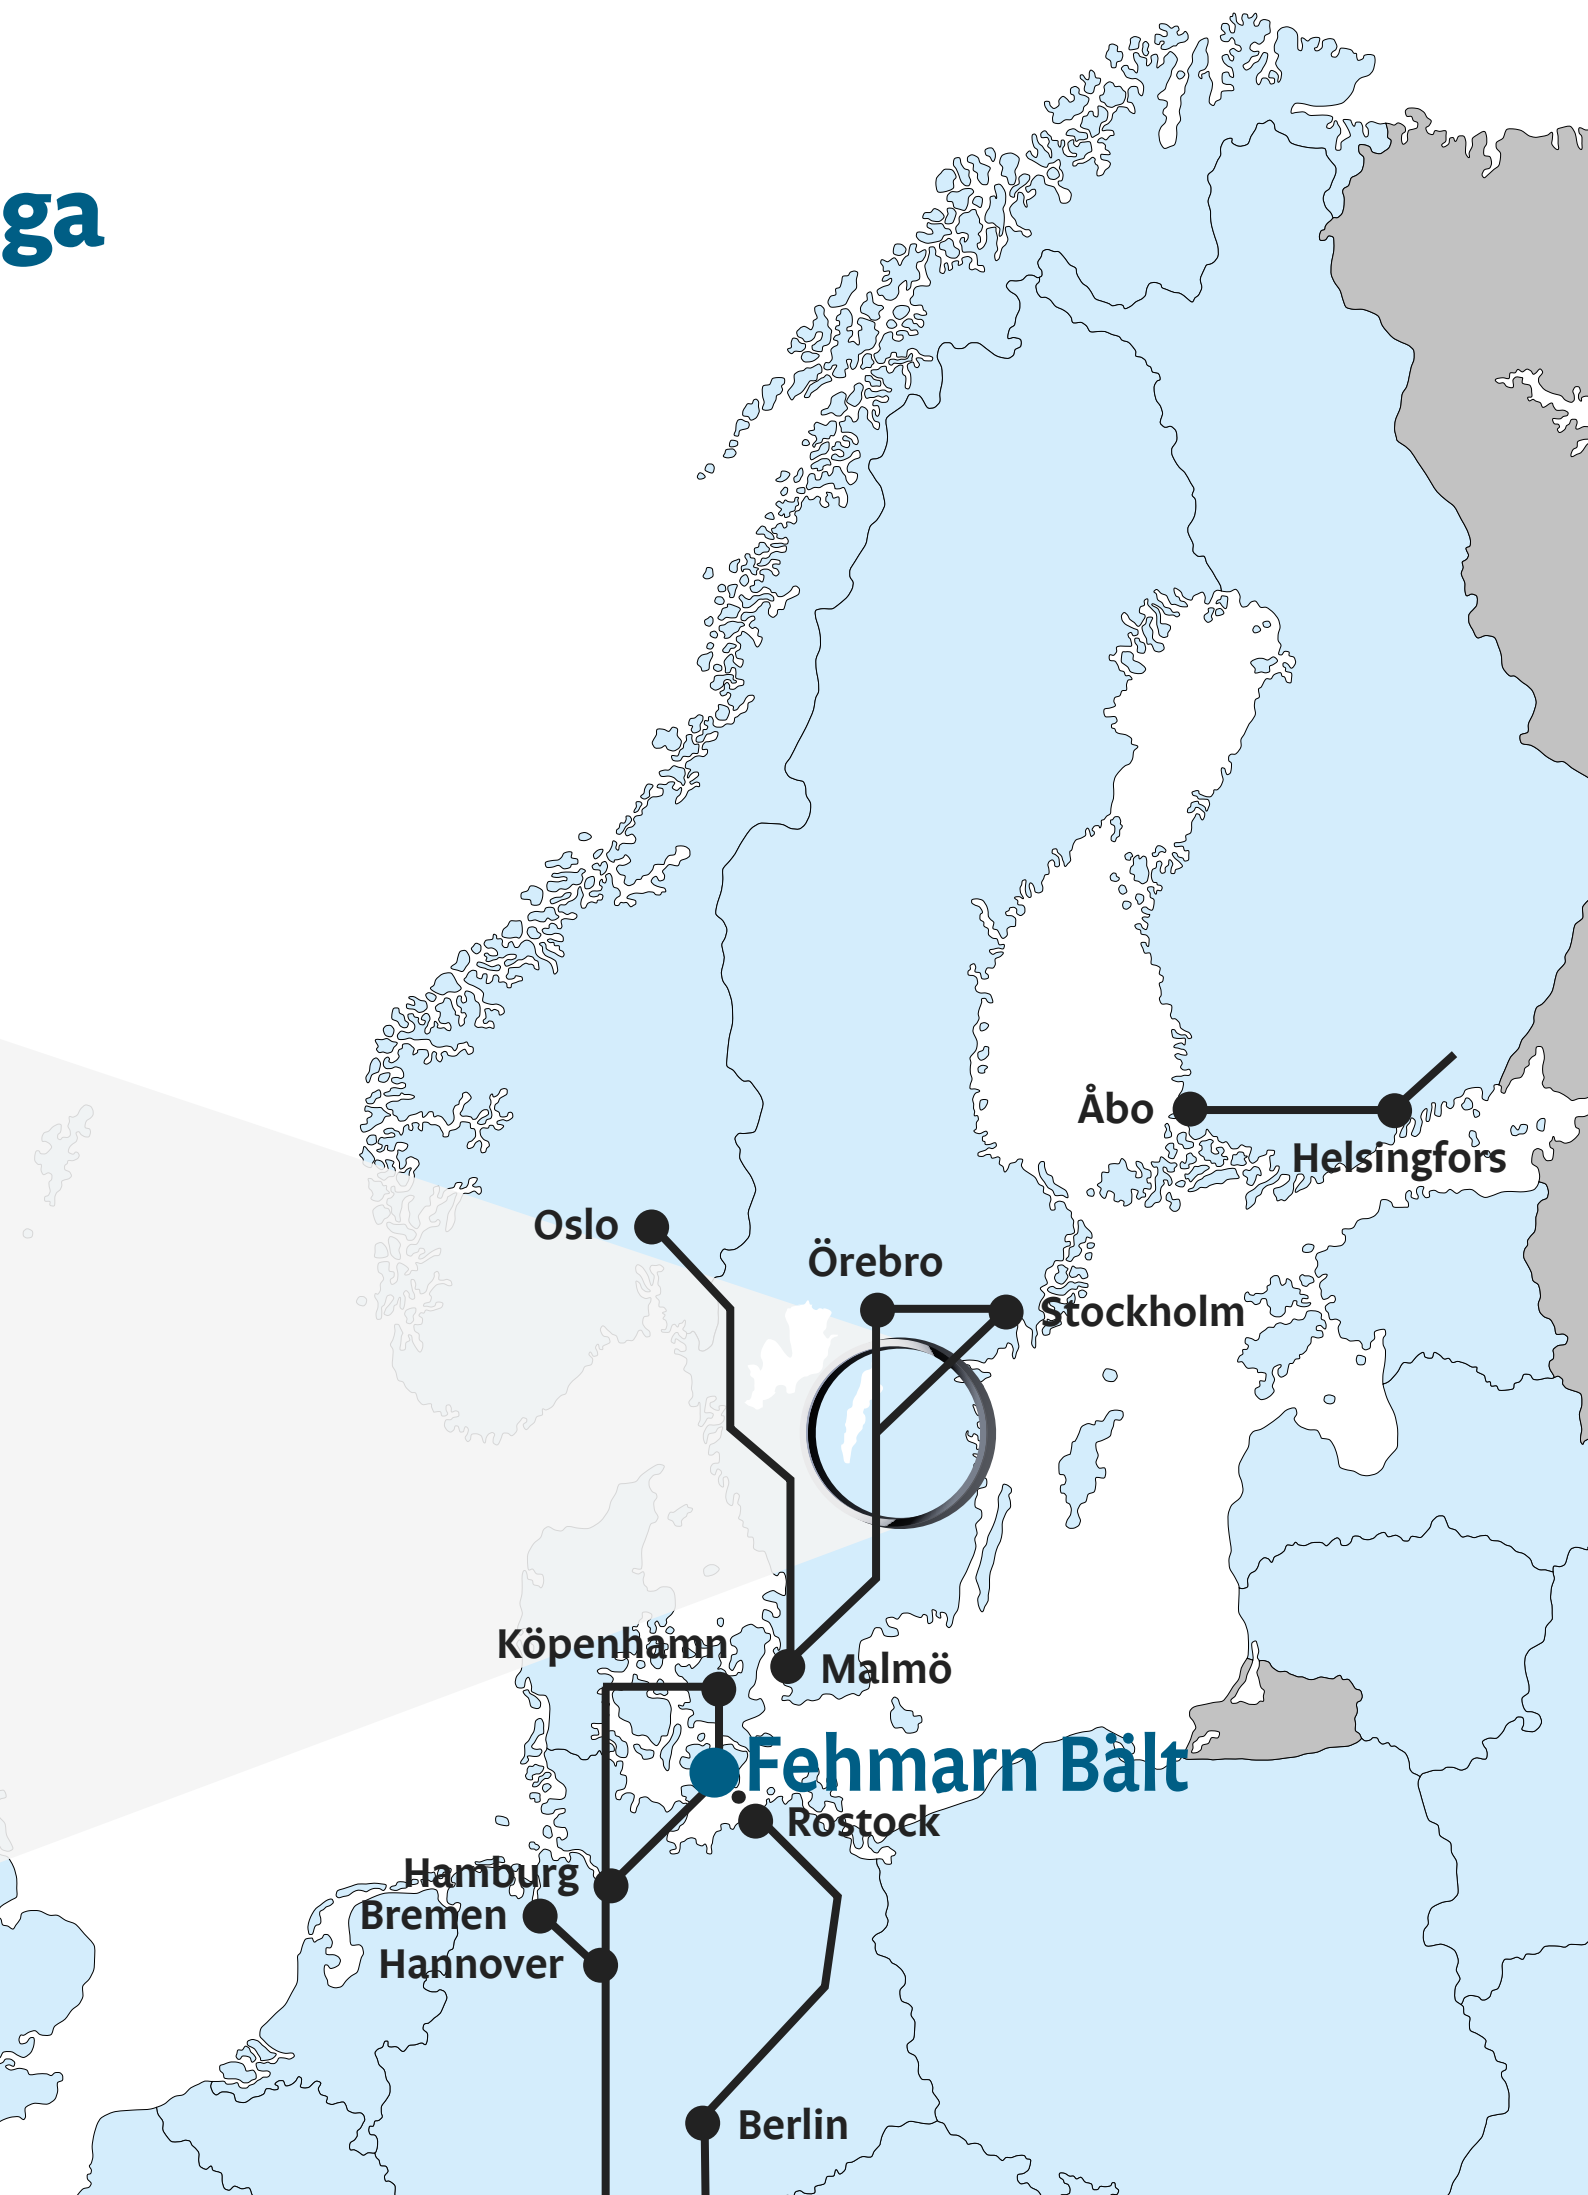 ga
Åbo
Helsingfors
Oslo
Örebro
Stockholm
Köpenhamn
Malmö
Fehmarn Bält
Rostock
Hamburg
Bremen
Hannover
Berlin